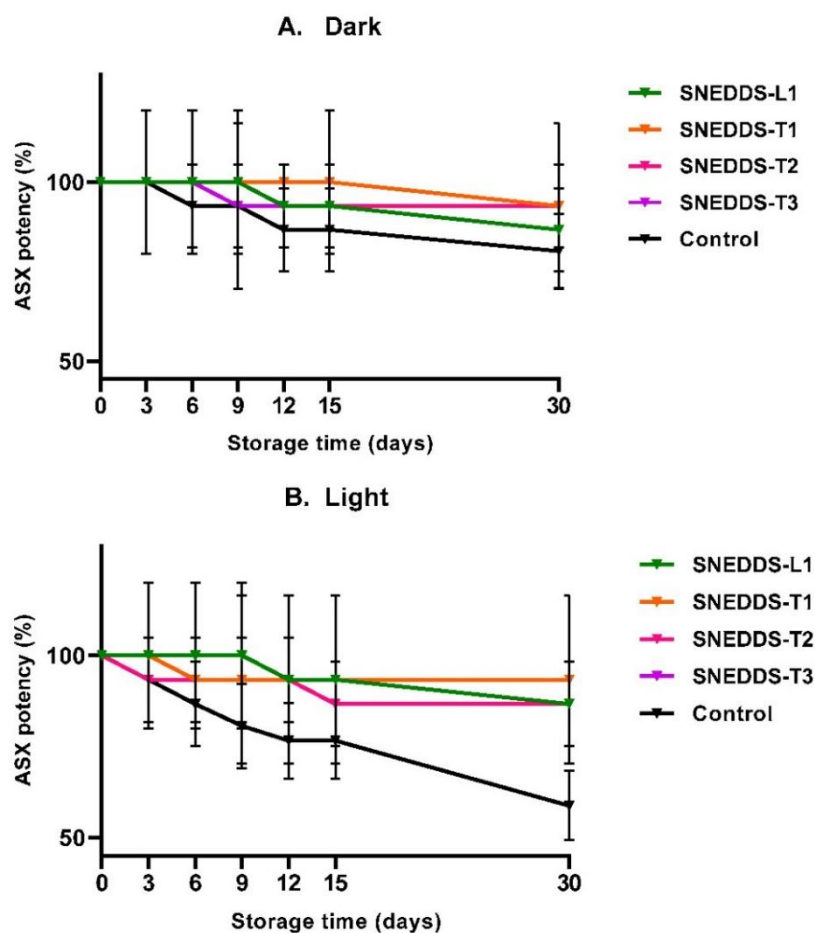 A. Dark
ASX potency (%)
100
50
0 3 6 9 12 15 30
Storage time (days)
SNEDDS-L1
SNEDDS-T1
SNEDDS-T2
SNEDDS-T3
Control
B. Light
ASX potency (%)
100
50
0 3 6 9 12 15 30
Storage time (days)
SNEDDS-L1
SNEDDS-T1
SNEDDS-T2
SNEDDS-T3
Control